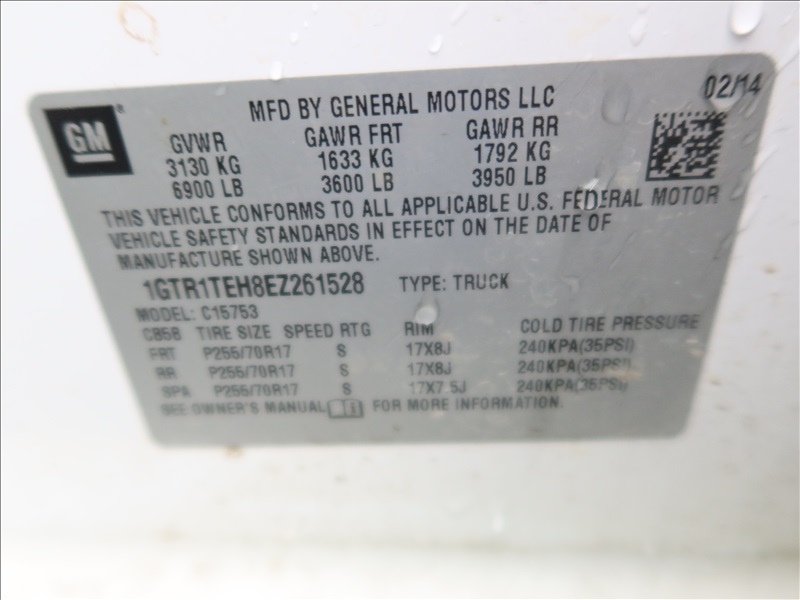 GM
MFD BY GENERAL MOTORS LLC 02/14
GVWR GAWR FRT GAWR RR
3130 KG 1633 KG 1792 KG
6900 LB 3600 LB 3950 LB
THIS VEHICLE CONFORMS TO ALL APPLICABLE U.S. FEDERAL MOTOR
VEHICLE SAFETY STANDARDS IN EFFECT ON THE DATE OF
MANUFACTURE SHOWN ABOVE.
1GTR1TEH8EZ261528 TYPE: TRUCK
MODEL: C15753
C85B TIRE SIZE SPEED RTG RIM COLD TIRE PRESSURE
FRT P255/70R17 S 17X8J 240KPA(35PSI)
RR P255/70R17 S 17X8J 240KPA(35PSI)
SPA P255/70R17 S 17X7.5J 240KPA(35PSI)
SEE OWNER'S MANUAL FOR MORE INFORMATION.